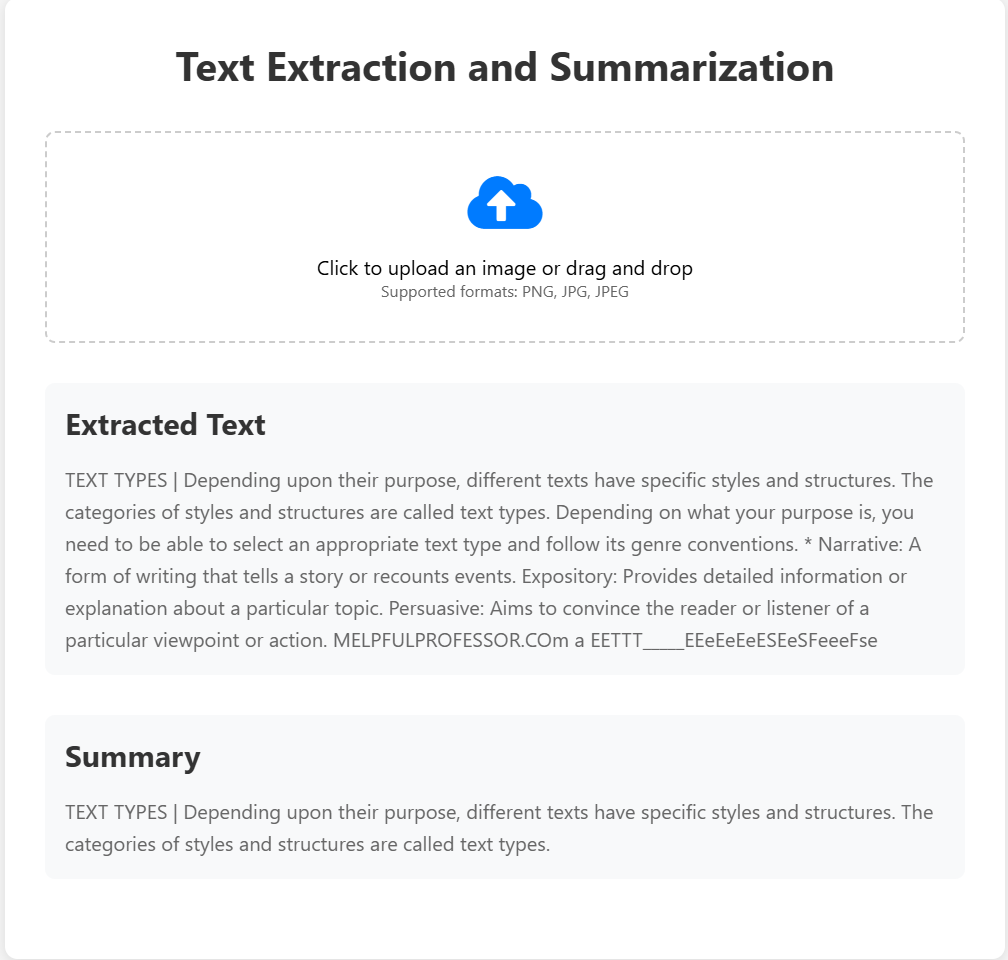 Text Extraction and Summarization
Click to upload an image or drag and drop
Supported formats: PNG, JPG, JPEG
Extracted Text
TEXT TYPES | Depending upon their purpose, different texts have specific styles and structures. The
categories of styles and structures are called text types. Depending on what your purpose is, you
need to be able to select an appropriate text type and follow its genre conventions. * Narrative: A
form of writing that tells a story or recounts events. Expository: Provides detailed information or
explanation about a particular topic. Persuasive: Aims to convince the reader or listener of a
particular viewpoint or action. MELPFULPROFESSOR.COm a EETTT_____EEeEeEeESEeSFeeeFse
Summary
TEXT TYPES | Depending upon their purpose, different texts have specific styles and structures. The
categories of styles and structures are called text types.